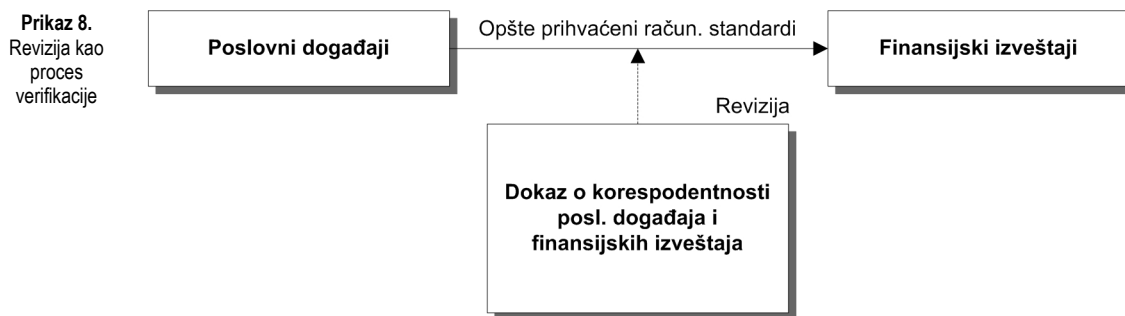 Prikaz 8.
Revizija kao
proces
verifikacije
Poslovni događaji
Opšte prihvaćeni račun. standardi
Finansijski izveštaji
Revizija
Dokaz o korespodentnosti
posl. događaja i
finansijskih izveštaja